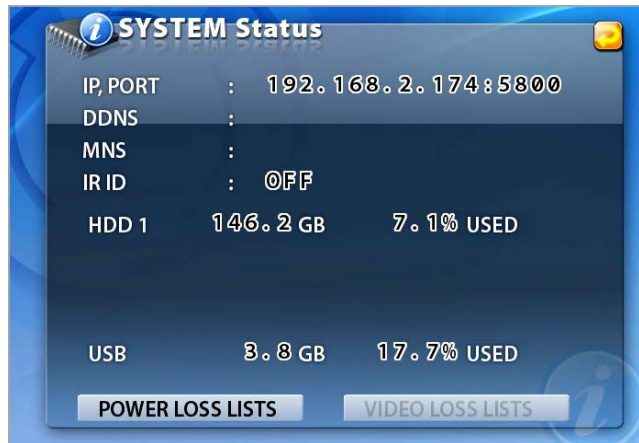 SYSTEM Status
IP, PORT : 192.168.2.174:5800
DDNS :
MNS :
IR ID : OFF
HDD 1 146.2 GB 7.1% USED
USB 3.8 GB 17.7% USED
POWER LOSS LISTS VIDEO LOSS LISTS